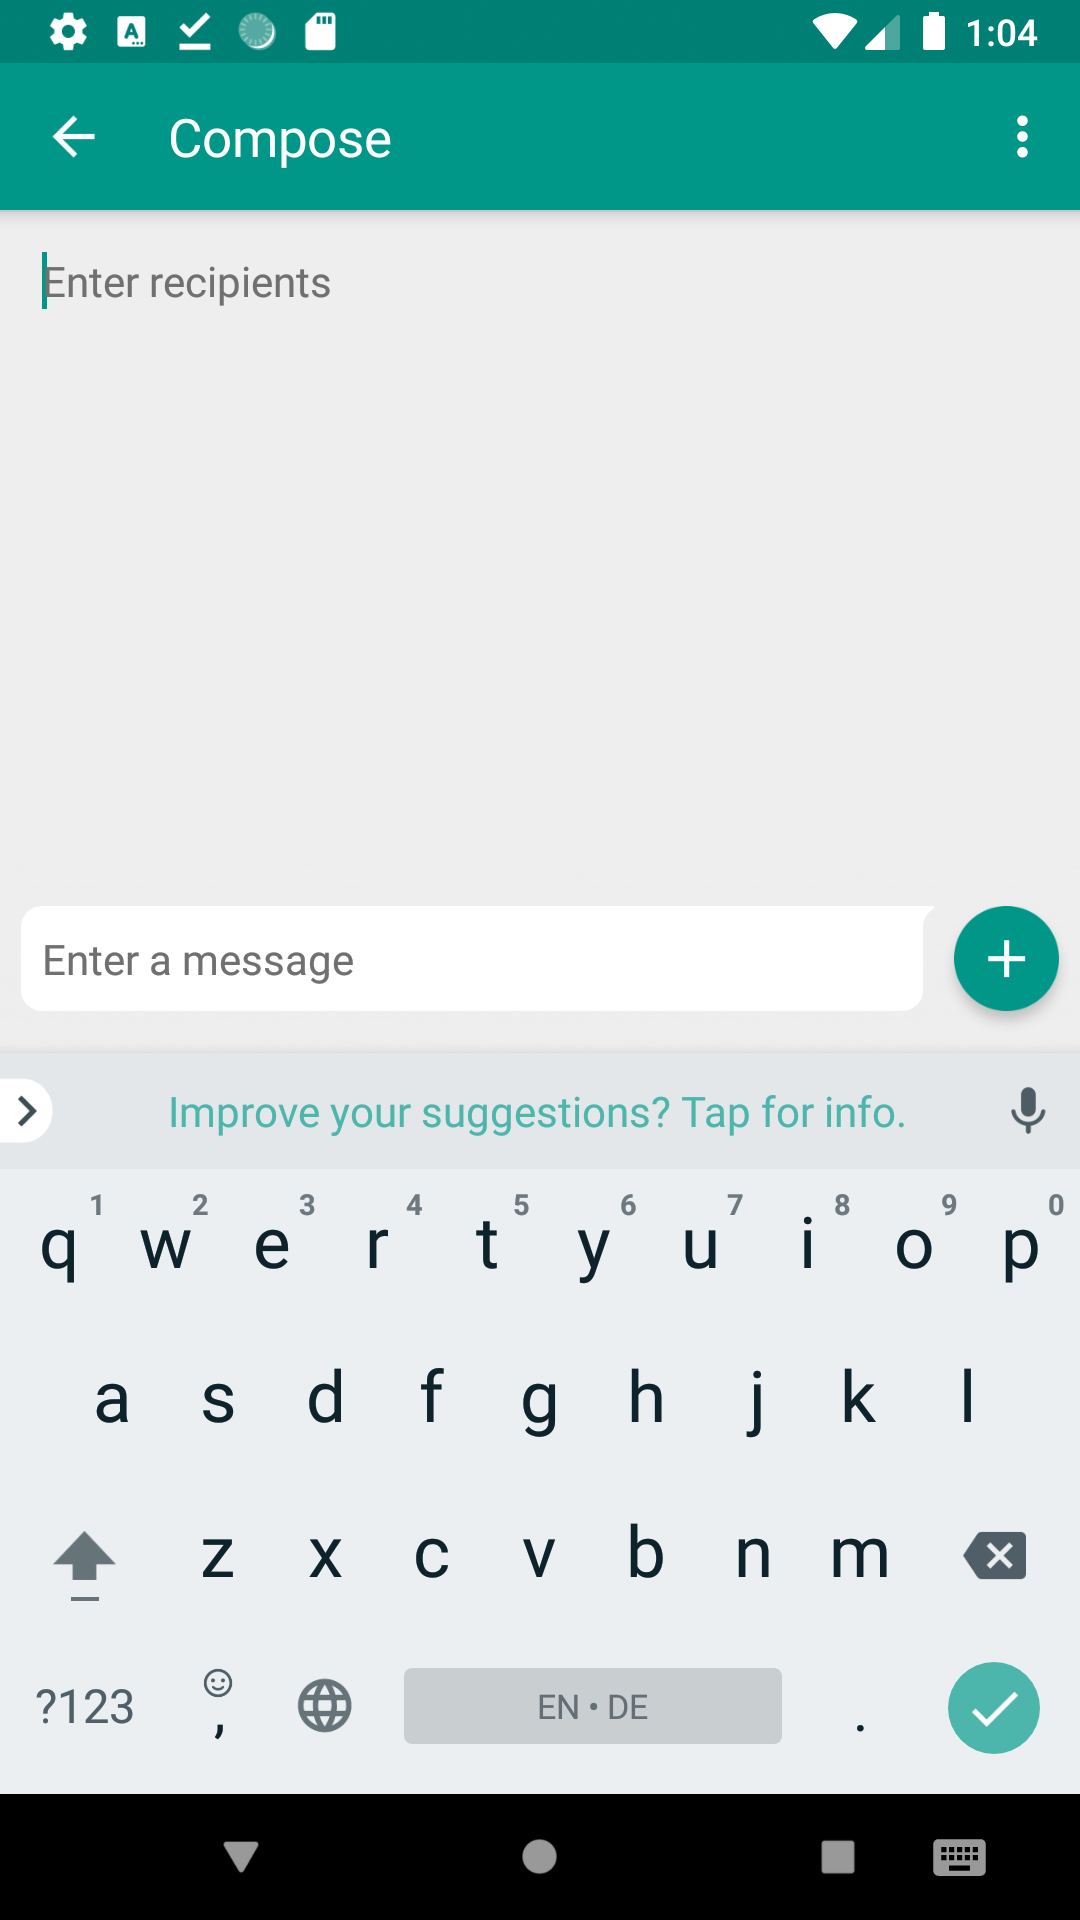 1:04
Compose
Enter recipients
Enter a message
Improve your suggestions? Tap for info.
1 2 3 4 5 6 7 8 9 0
q w e r t y u i o p
a s d f g h j k l
z x c v b n m
?123 , EN • DE .